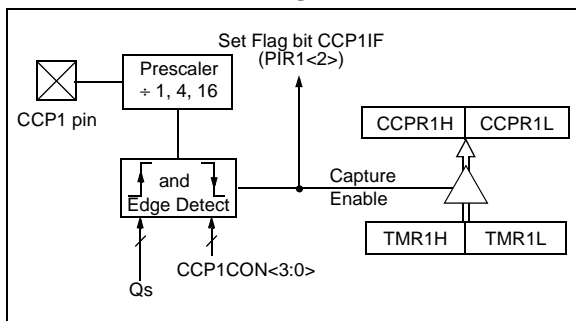 Set Flag bit CCP1IF
(PIR1<2>)
Prescaler
÷ 1, 4, 16
CCP1 pin
CCPR1H CCPR1L
and
Edge Detect
Capture
Enable
TMR1H TMR1L
CCP1CON<3:0>
Qs